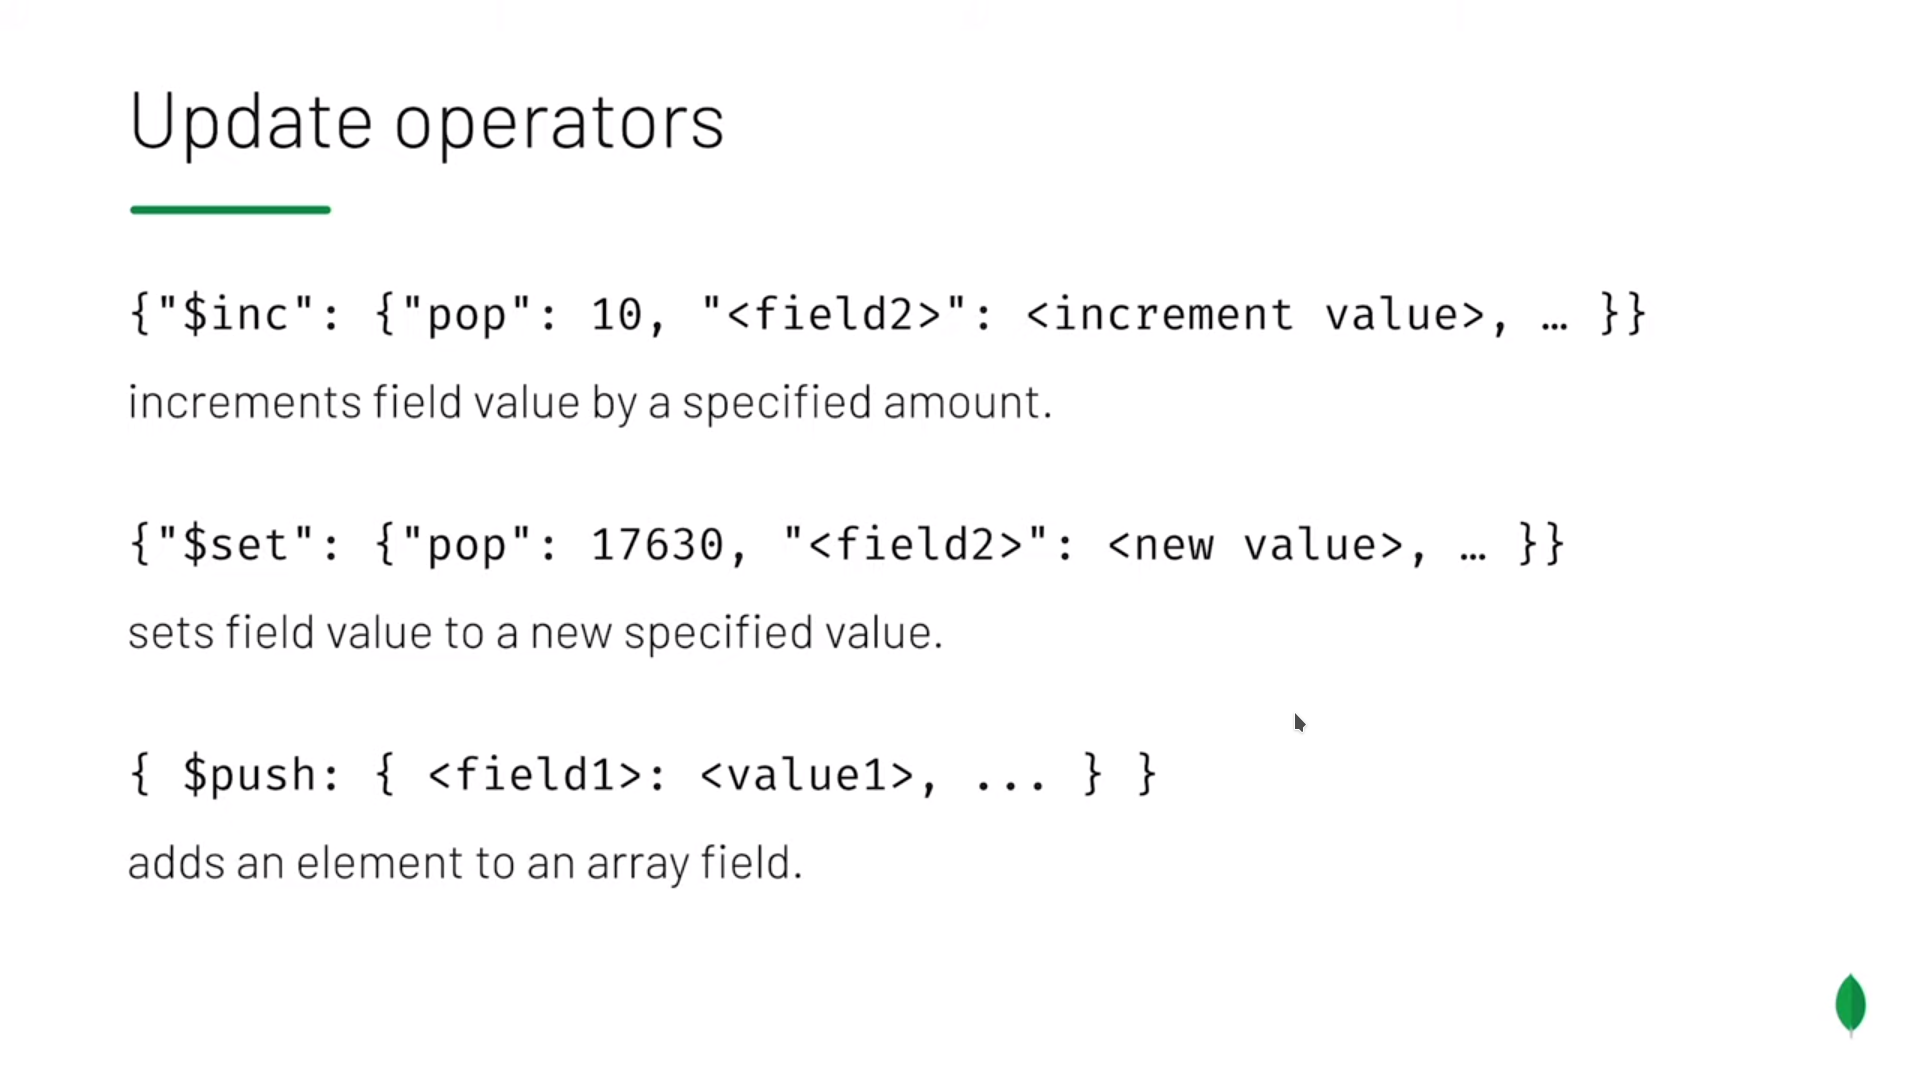 Update operators
{"$inc": {"pop": 10, "<field2>": <increment value>, … }}
increments field value by a specified amount.
{"$set": {"pop": 17630, "<field2>": <new value>, … }}
sets field value to a new specified value.
{ $push: { <field1>: <value1>, ... } }
adds an element to an array field.